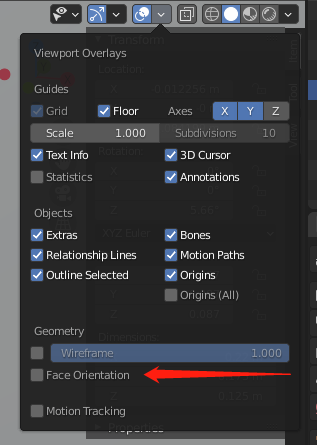 Viewport Overlays
Guides
Grid Floor Axes X Y Z
Scale 1.000 Subdivisions 10
Text Info 3D Cursor
Statistics Annotations
Objects
Extras Bones
Relationship Lines Motion Paths
Outline Selected Origins
Origins (All)
Geometry
Wireframe 1.000
Face Orientation
Motion Tracking
Properties